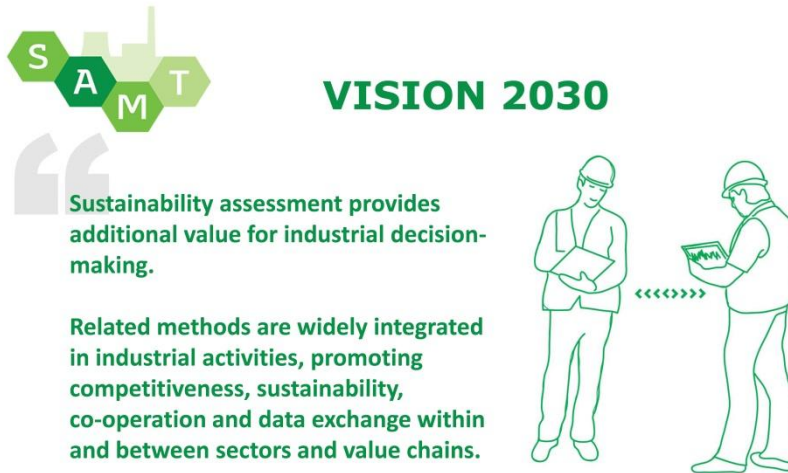 SAMT
VISION 2030
Sustainability assessment provides
additional value for industrial decision-
making.
Related methods are widely integrated
in industrial activities, promoting
competitiveness, sustainability,
co-operation and data exchange within
and between sectors and value chains.